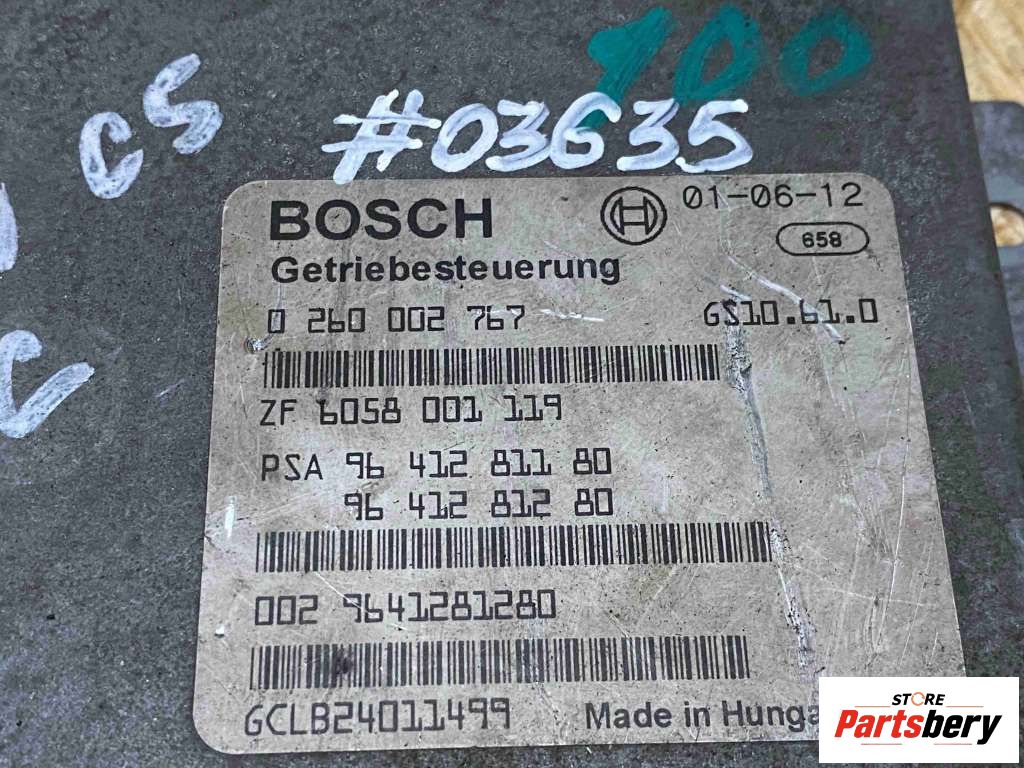 100
CS
#03635
BOSCH
01-06-12
658
Getriebesteuerung
0 260 002 767 GS10.61.0
ZF 6058 001 119
PSA 96 412 811 80
96 412 812 80
C
002 9641281280
GCLB24011499
Made in Hunga
STORE
Partsbery